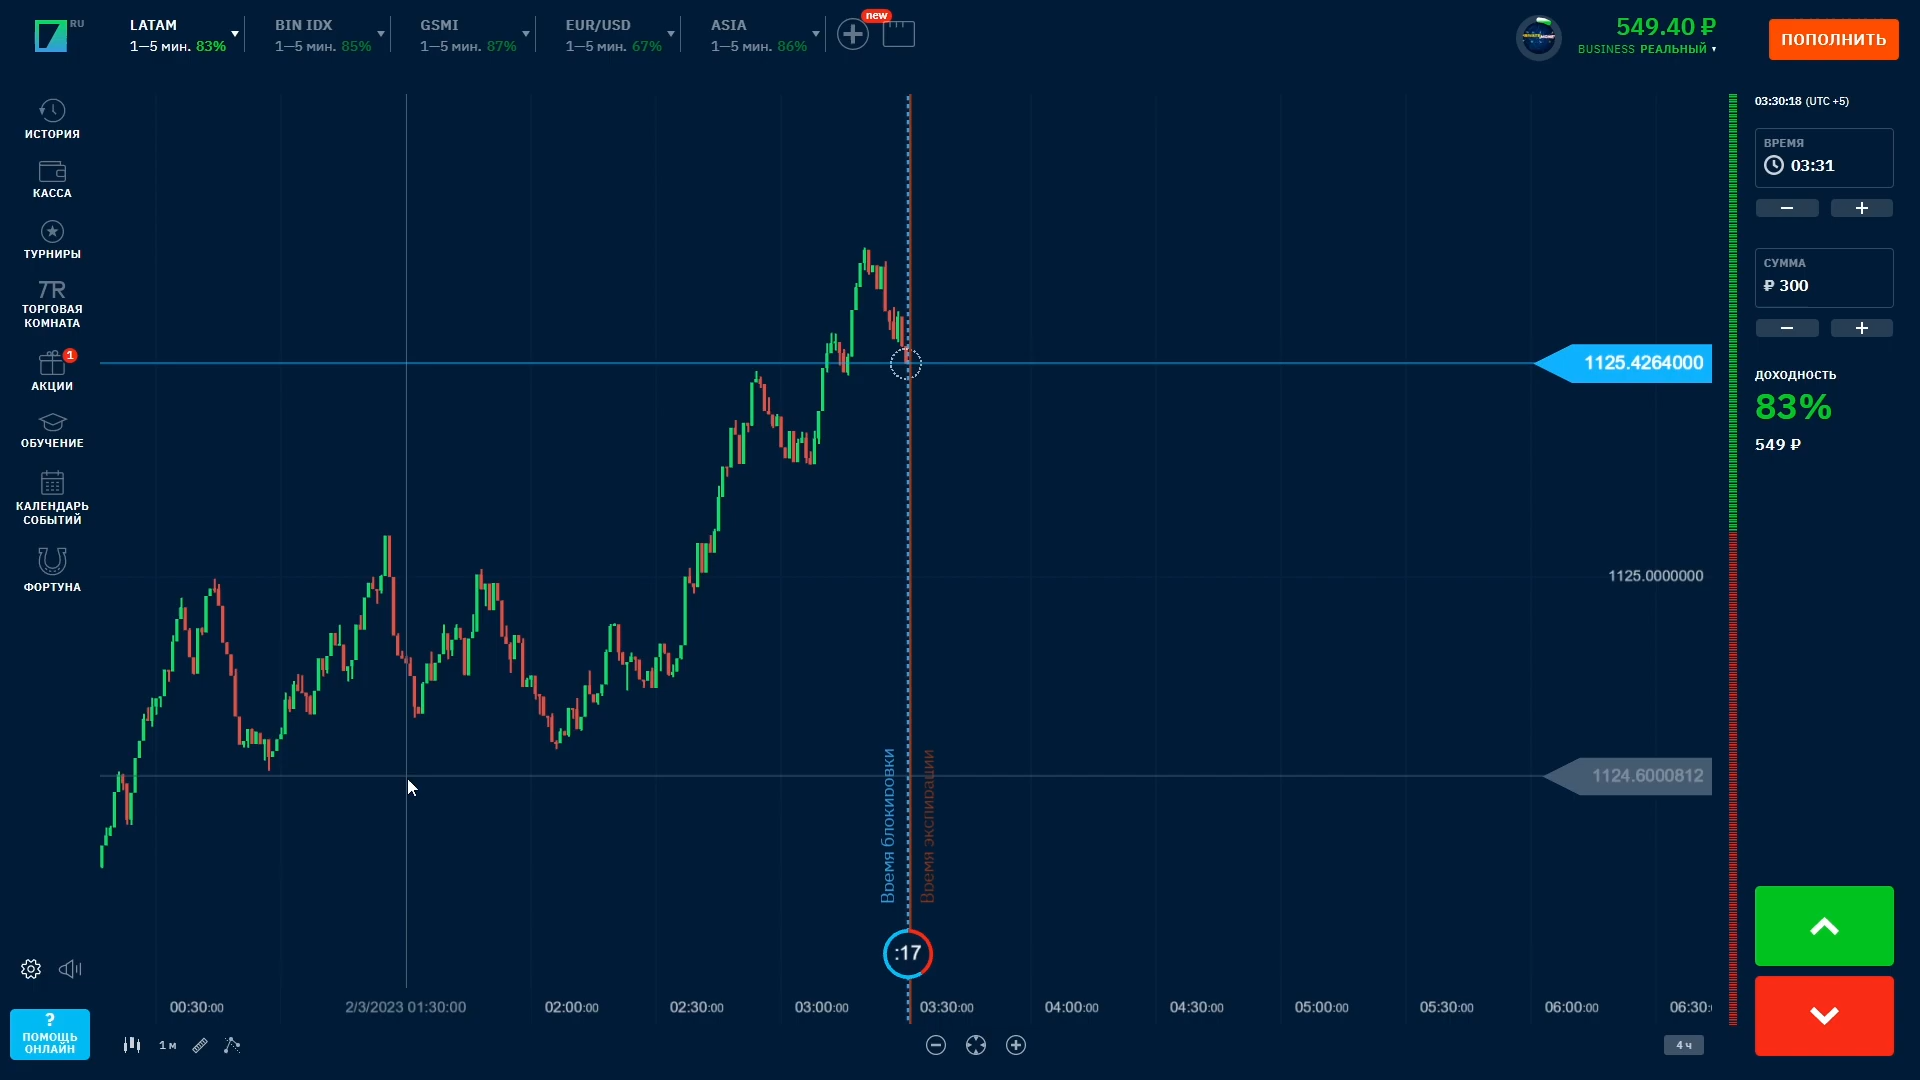 RU
LATAM
1—5 мин. 83%
BIN IDX
1—5 мин. 85%
GSMI
1—5 мин. 87%
EUR/USD
1—5 мин. 67%
ASIA
1—5 мин. 86%
new
549.40 ₽
BUSINESS РЕАЛЬНЫЙ
ПОПОЛНИТЬ
ИСТОРИЯ
КАССА
ТУРНИРЫ
TR
ТОРГОВАЯ
КОМНАТА
1
АКЦИИ
ОБУЧЕНИЕ
КАЛЕНДАРЬ
СОБЫТИЙ
ФОРТУНА
?
ПОМОЩЬ
ОНЛАЙН
03:30:18 (UTC +5)
ВРЕМЯ
03:31
− +
СУММА
₽ 300
− +
ДОХОДНОСТЬ
83%
549 ₽
1125.4264000
1125.0000000
1124.6000812
Время блокировки
Время экспирации
:17
00:30:00
2/3/2023 01:30:00
02:00:00
02:30:00
03:00:00
03:30:00
04:00:00
04:30:00
05:00:00
05:30:00
06:00:00
06:30:
1 м
4 ч